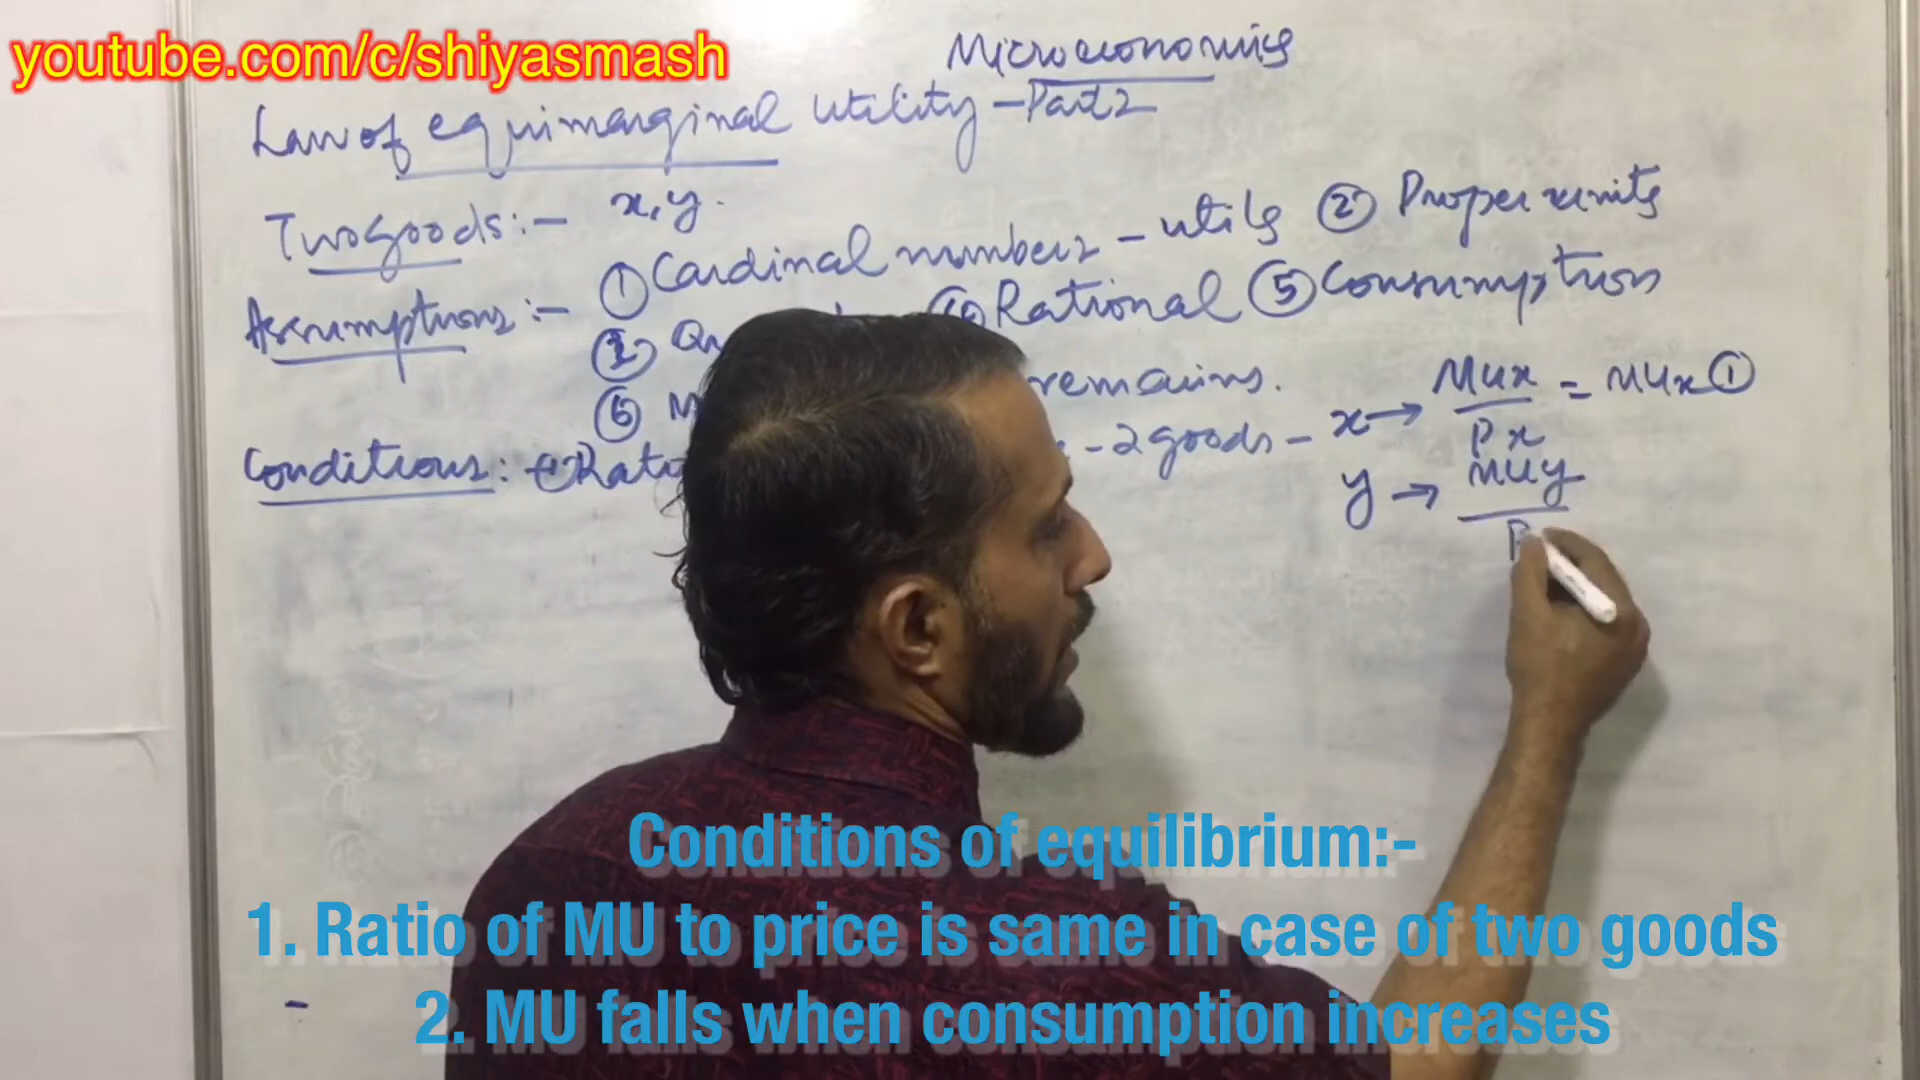 youtube.com/c/shiyasmash
Microeconomics
Law of equimarginal utility - Part 2
Two goods :- x, y.
Assumptions :- ① Cardinal numbers - utils ② Proper units
④ Rational ⑤ Consumption
⑥ remains.
Conditions: - 2 goods - x → MUx / Px = MUx ①
y → MUy / P
Conditions of equilibrium:-
1. Ratio of MU to price is same in case of two goods
2. MU falls when consumption increases